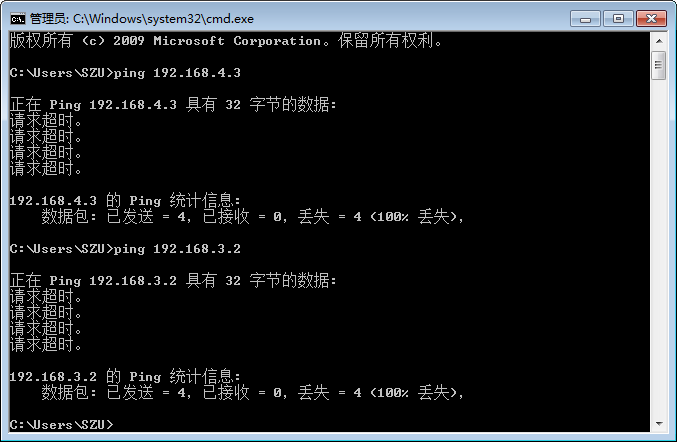 管理员: C:\Windows\system32\cmd.exe
版权所有 (c) 2009 Microsoft Corporation。保留所有权利。
C:\Users\SZU>ping 192.168.4.3
正在 Ping 192.168.4.3 具有 32 字节的数据:
请求超时。
请求超时。
请求超时。
请求超时。
192.168.4.3 的 Ping 统计信息:
数据包: 已发送 = 4，已接收 = 0，丢失 = 4 (100% 丢失)，
C:\Users\SZU>ping 192.168.3.2
正在 Ping 192.168.3.2 具有 32 字节的数据:
请求超时。
请求超时。
请求超时。
请求超时。
192.168.3.2 的 Ping 统计信息:
数据包: 已发送 = 4，已接收 = 0，丢失 = 4 (100% 丢失)，
C:\Users\SZU>